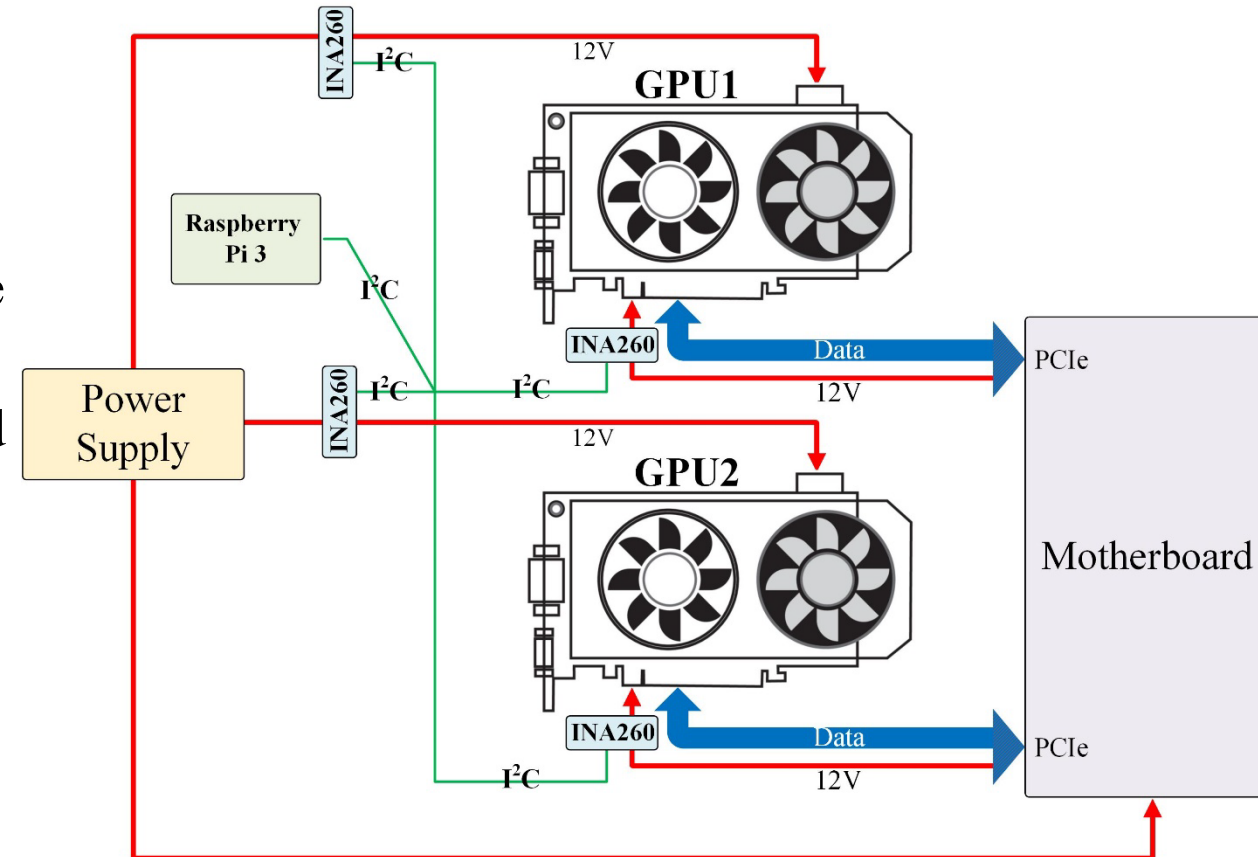 INA260
I²C
12V
GPU1
Raspberry
Pi 3
I²C
e
INA260
Data
PCIe
12V
Power
Supply
INA260
I²C
I²C
d
12V
GPU2
Motherboard
INA260
Data
PCIe
I²C
12V